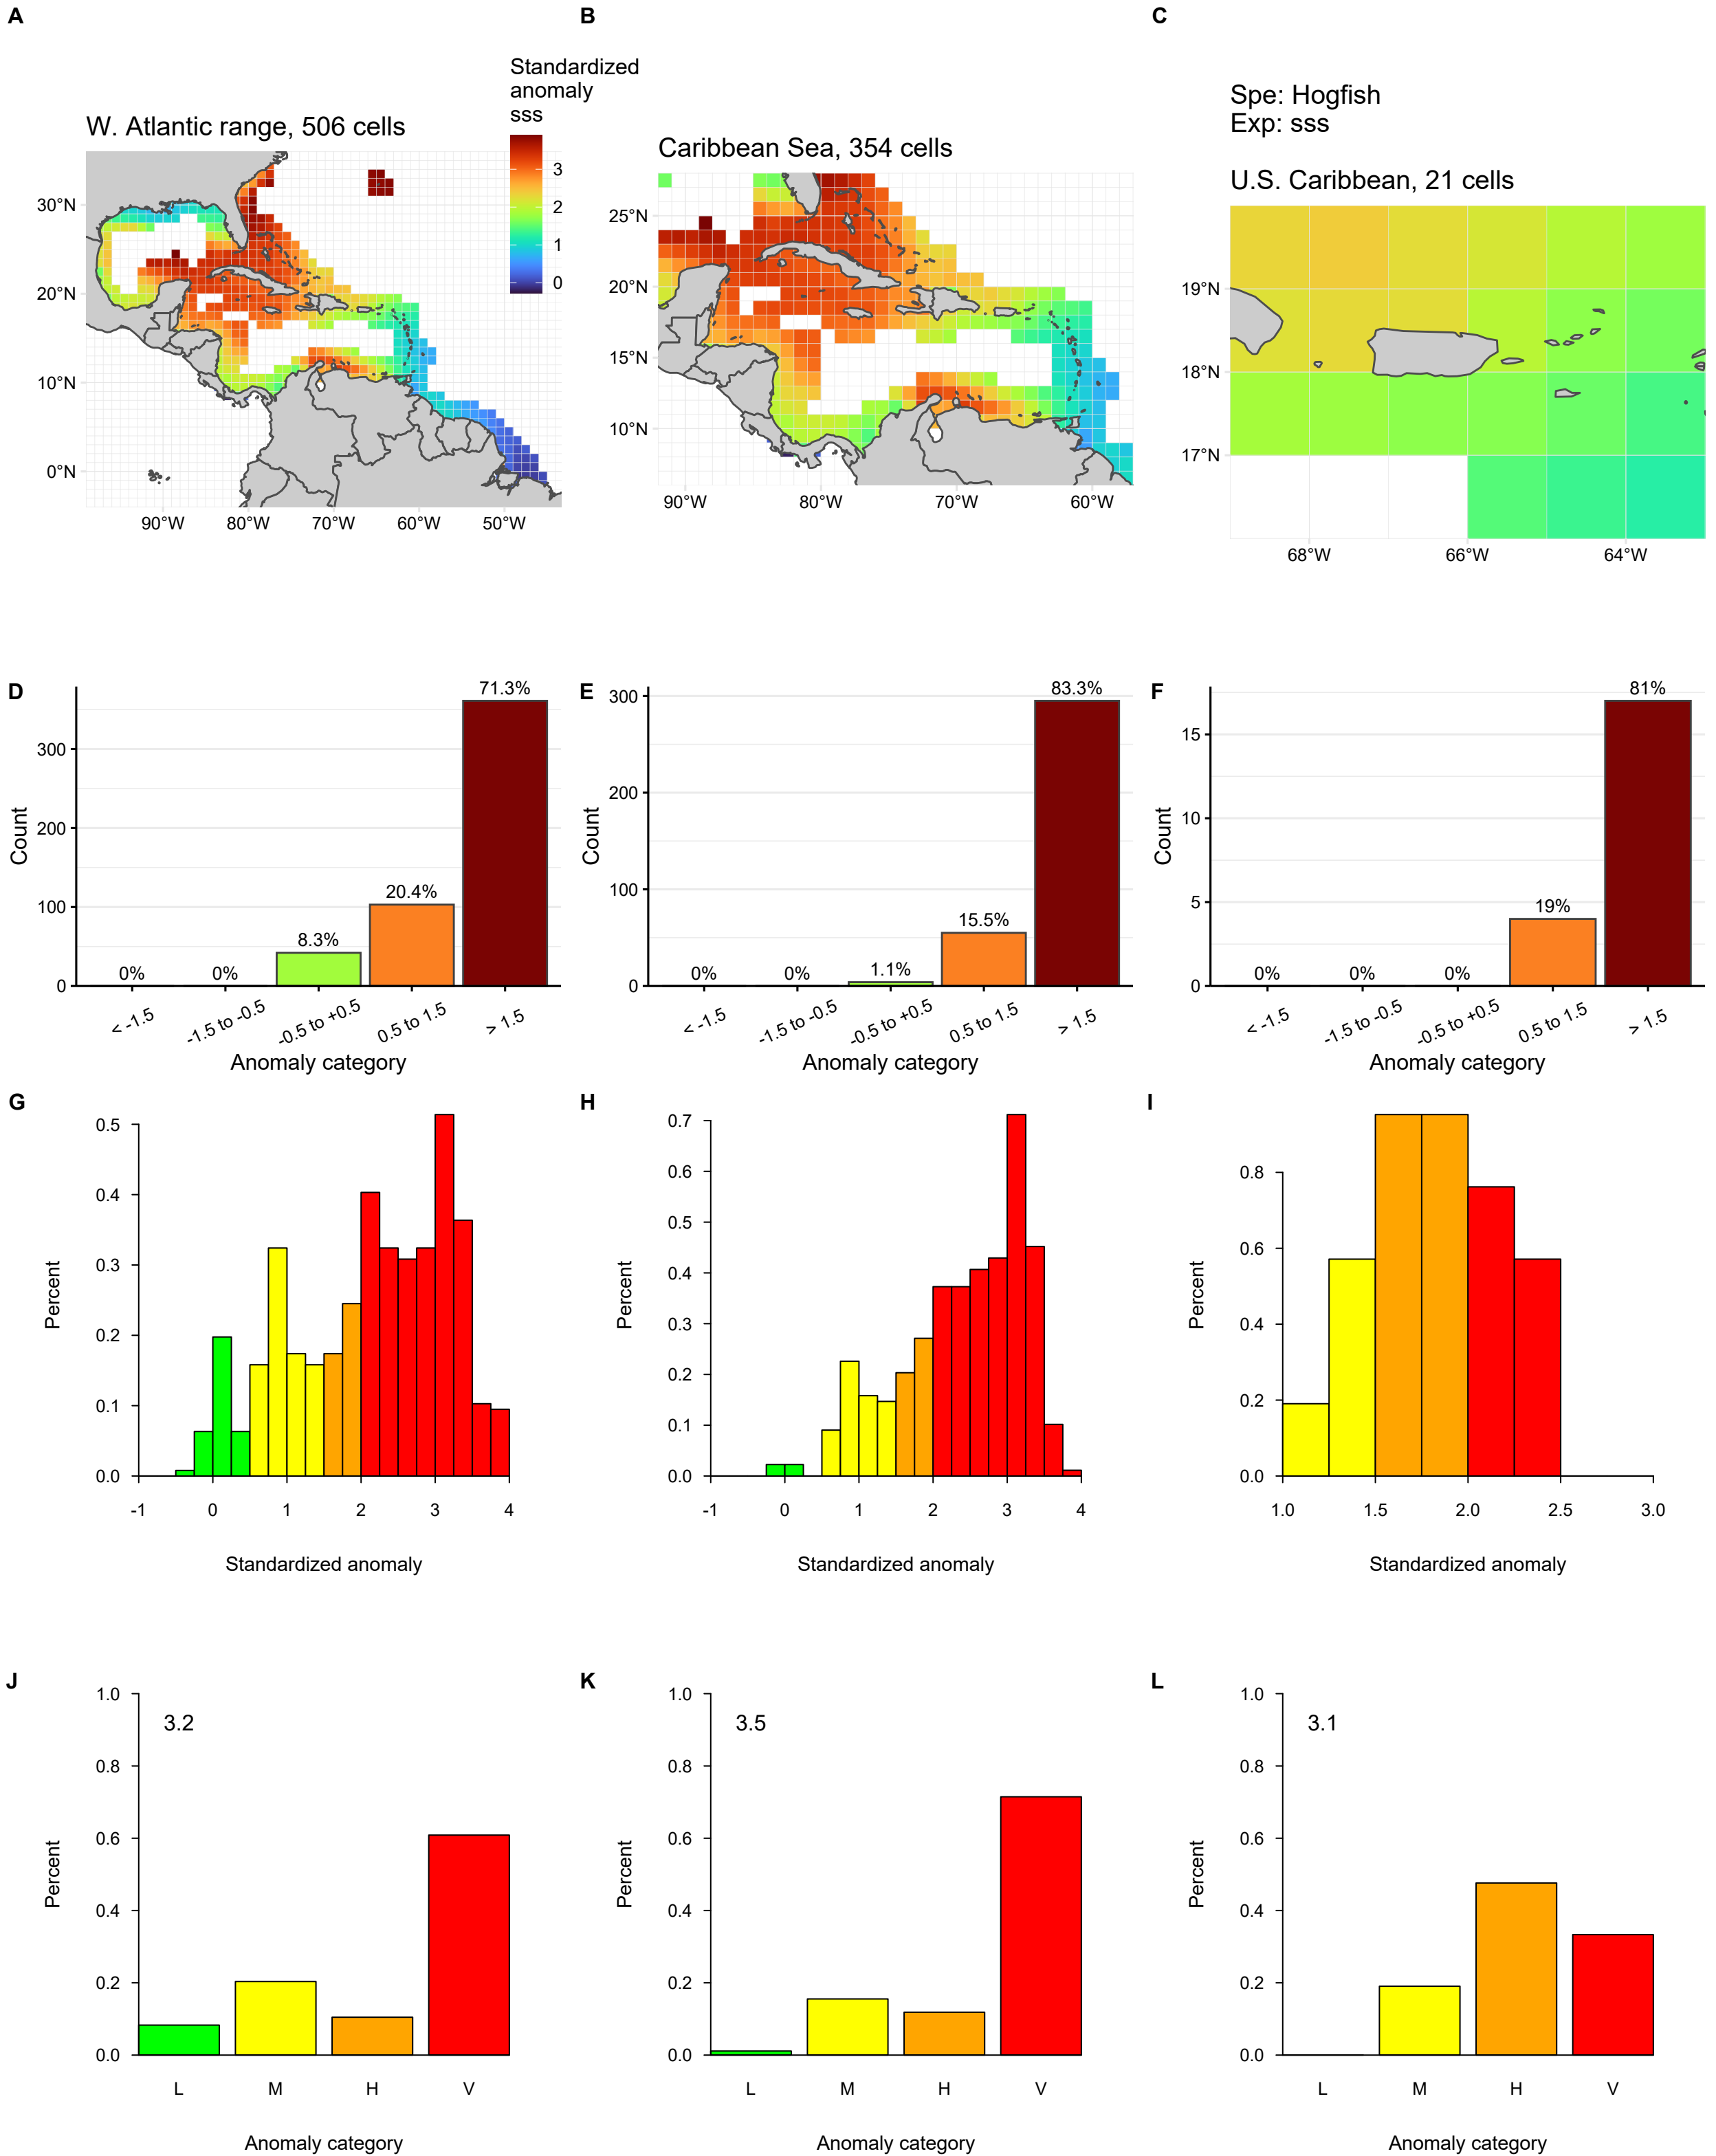 A
B
C
Standardized
anomaly
sss
3
2
1
0
W. Atlantic range, 506 cells
30°N
20°N
10°N
0°N
90°W 80°W 70°W 60°W 50°W
Caribbean Sea, 354 cells
25°N
20°N
15°N
10°N
90°W 80°W 70°W 60°W
Spe: Hogfish
Exp: sss
U.S. Caribbean, 21 cells
19°N
18°N
17°N
68°W 66°W 64°W
D
Count
300
200
100
0
0% 0% 8.3% 20.4% 71.3%
< -1.5 -1.5 to -0.5 -0.5 to +0.5 0.5 to 1.5 > 1.5
Anomaly category
E
Count
300
200
100
0
0% 0% 1.1% 15.5% 83.3%
< -1.5 -1.5 to -0.5 -0.5 to +0.5 0.5 to 1.5 > 1.5
Anomaly category
F
Count
15
10
5
0
0% 0% 0% 19% 81%
< -1.5 -1.5 to -0.5 -0.5 to +0.5 0.5 to 1.5 > 1.5
Anomaly category
G
Percent
0.5
0.4
0.3
0.2
0.1
0.0
-1 0 1 2 3 4
Standardized anomaly
H
Percent
0.7
0.6
0.5
0.4
0.3
0.2
0.1
0.0
-1 0 1 2 3 4
Standardized anomaly
I
Percent
0.8
0.6
0.4
0.2
0.0
1.0 1.5 2.0 2.5 3.0
Standardized anomaly
J
Percent
1.0
0.8
0.6
0.4
0.2
0.0
3.2
L M H V
Anomaly category
K
Percent
1.0
0.8
0.6
0.4
0.2
0.0
3.5
L M H V
Anomaly category
L
Percent
1.0
0.8
0.6
0.4
0.2
0.0
3.1
L M H V
Anomaly category